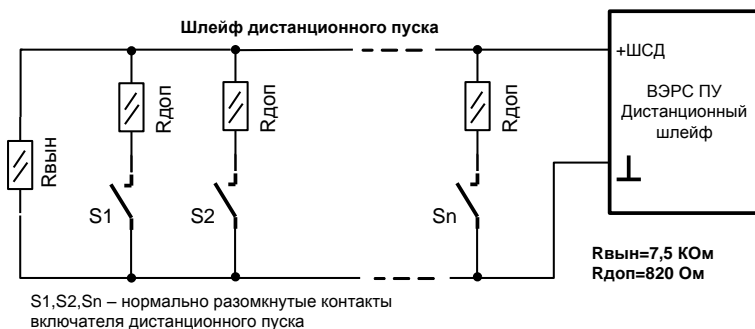 Шлейф дистанционного пуска
+ШСД
ВЭРС ПУ
Дистанционный
шлейф
Rвын
Rдоп
Rдоп
Rдоп
S1
S2
Sn
Rвын=7,5 КОм
Rдоп=820 Ом
S1,S2,Sn – нормально разомкнутые контакты
включателя дистанционного пуска